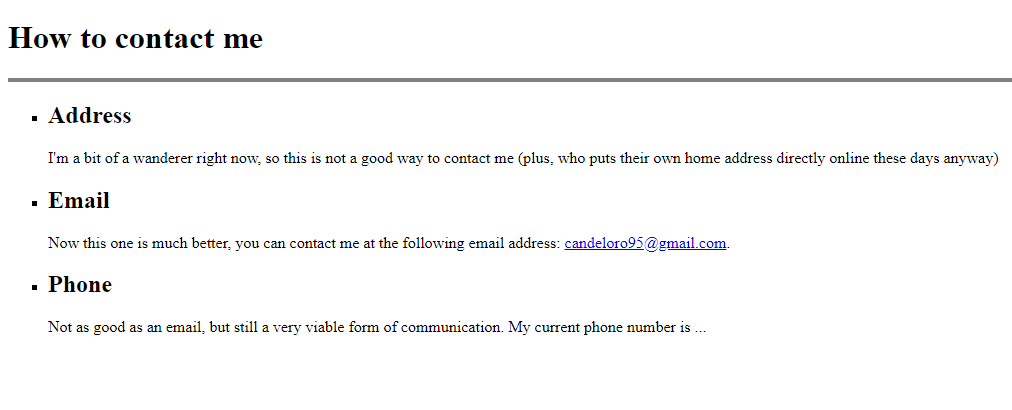 How to contact me
Address
I'm a bit of a wanderer right now, so this is not a good way to contact me (plus, who puts their own home address directly online these days anyway)
Email
Now this one is much better, you can contact me at the following email address: candeloro95@gmail.com.
Phone
Not as good as an email, but still a very viable form of communication. My current phone number is ...